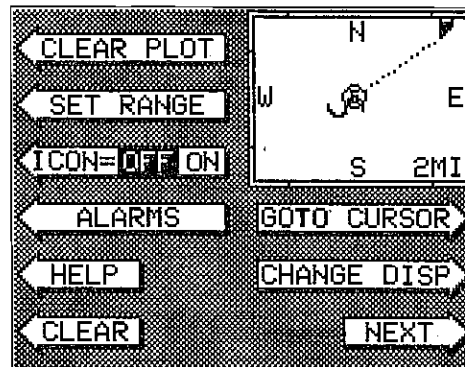 CLEAR PLOT
SET RANGE
ICON=OFF ON
ALARMS
HELP
CLEAR
N
W E
S 2MI
GOTO CURSOR
CHANGE DISP
NEXT